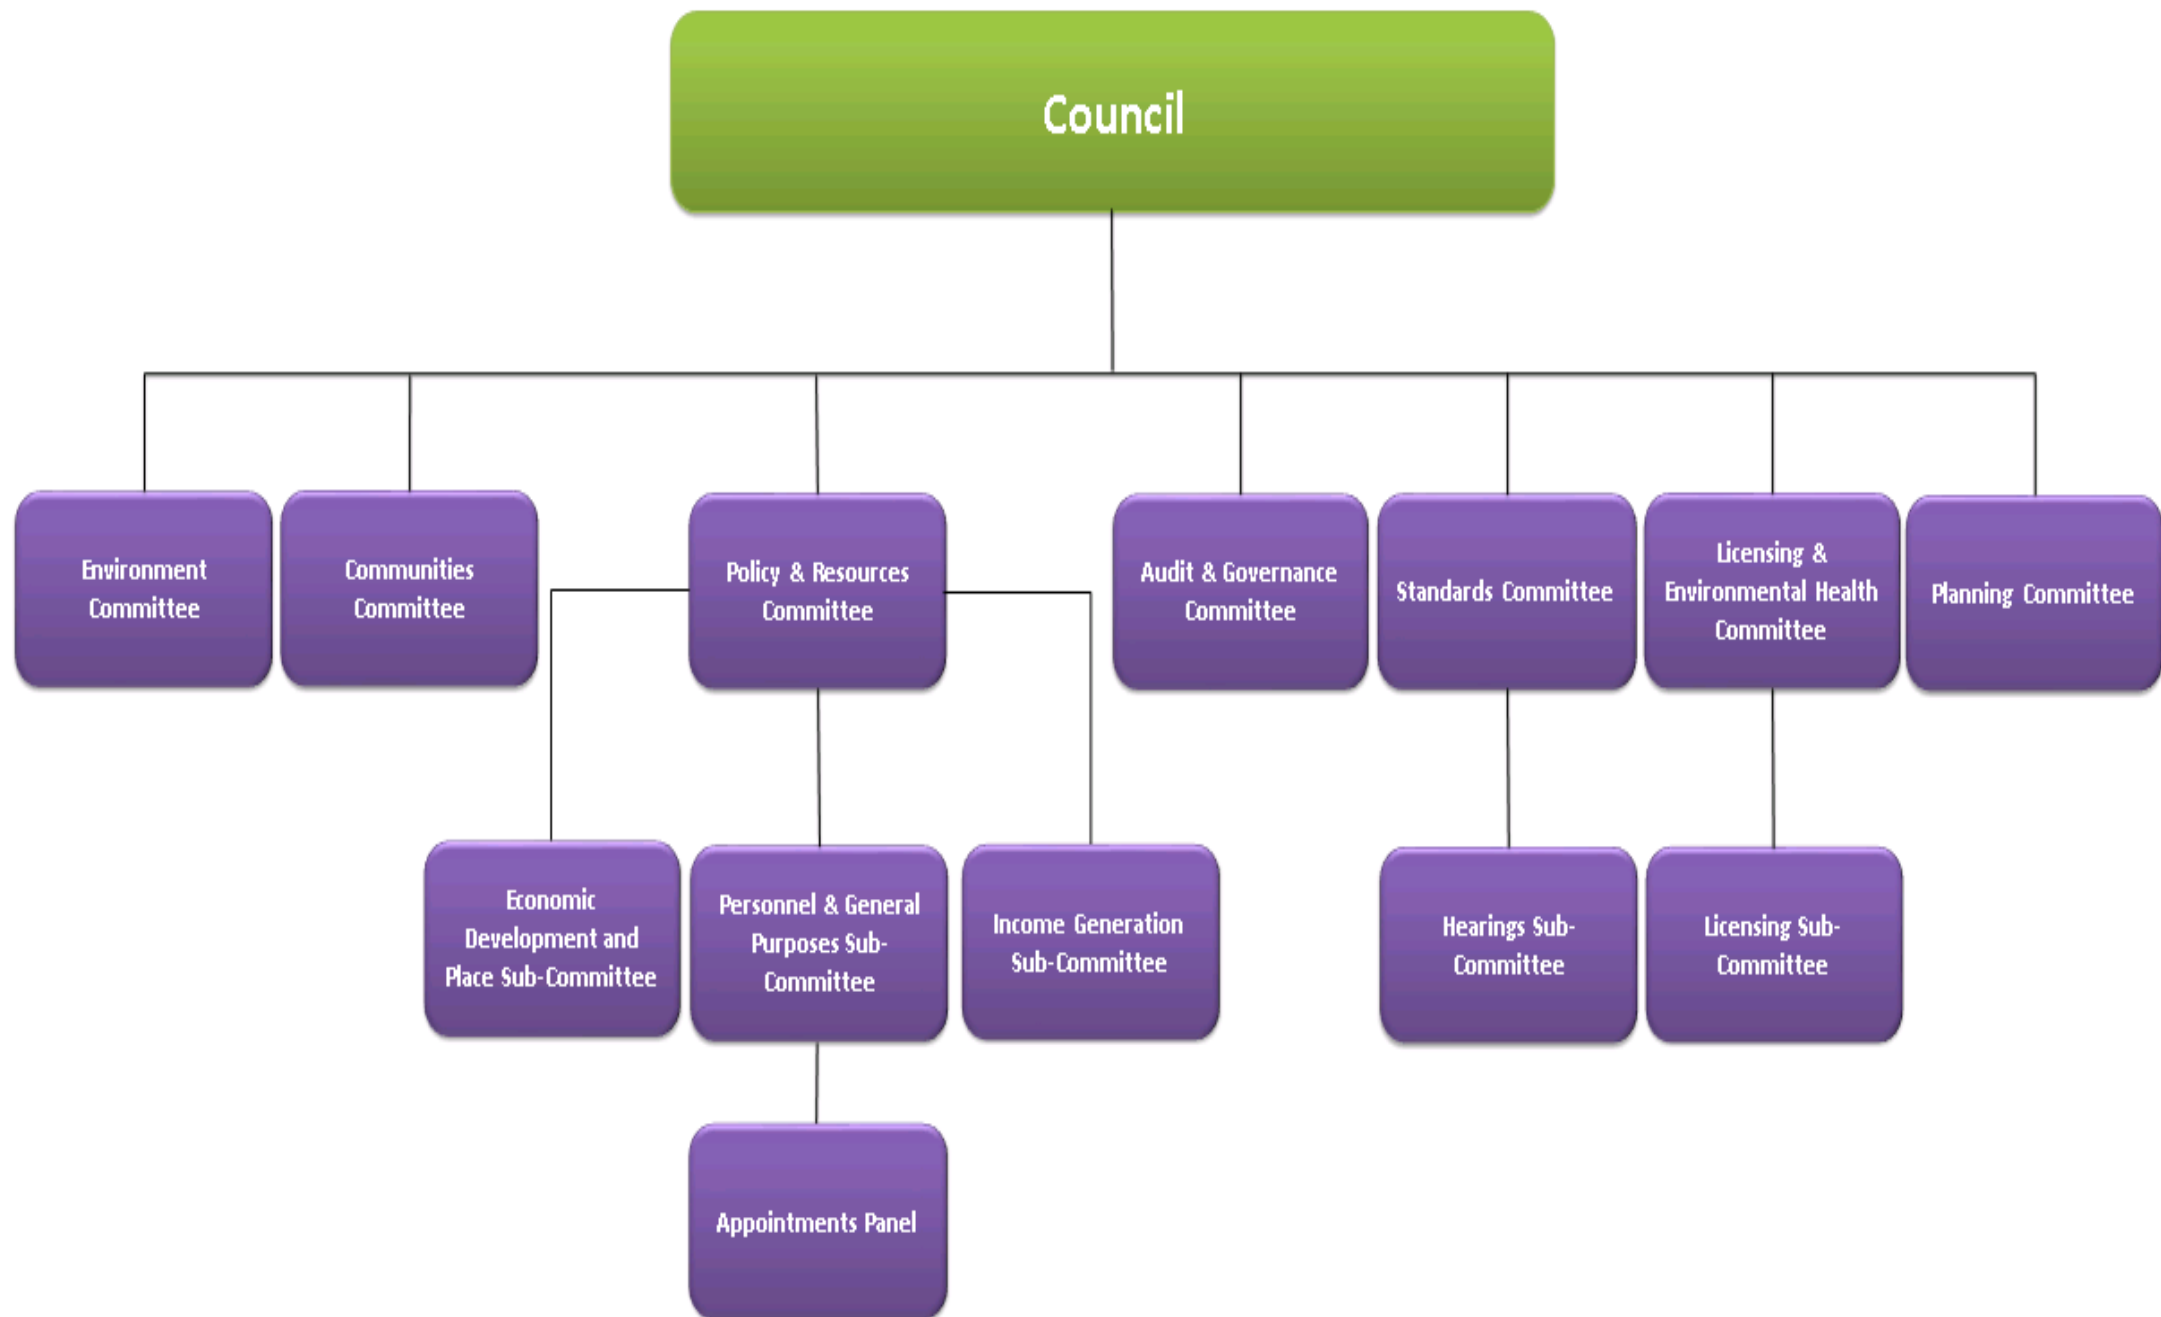 Council
Environment
Committee
Communities
Committee
Policy & Resources
Committee
Audit & Governance
Committee
Standards Committee
Licensing &
Environmental Health
Committee
Planning Committee
Economic
Development and
Place Sub-Committee
Personnel & General
Purposes Sub-
Committee
Income Generation
Sub-Committee
Hearings Sub-
Committee
Licensing Sub-
Committee
Appointments Panel